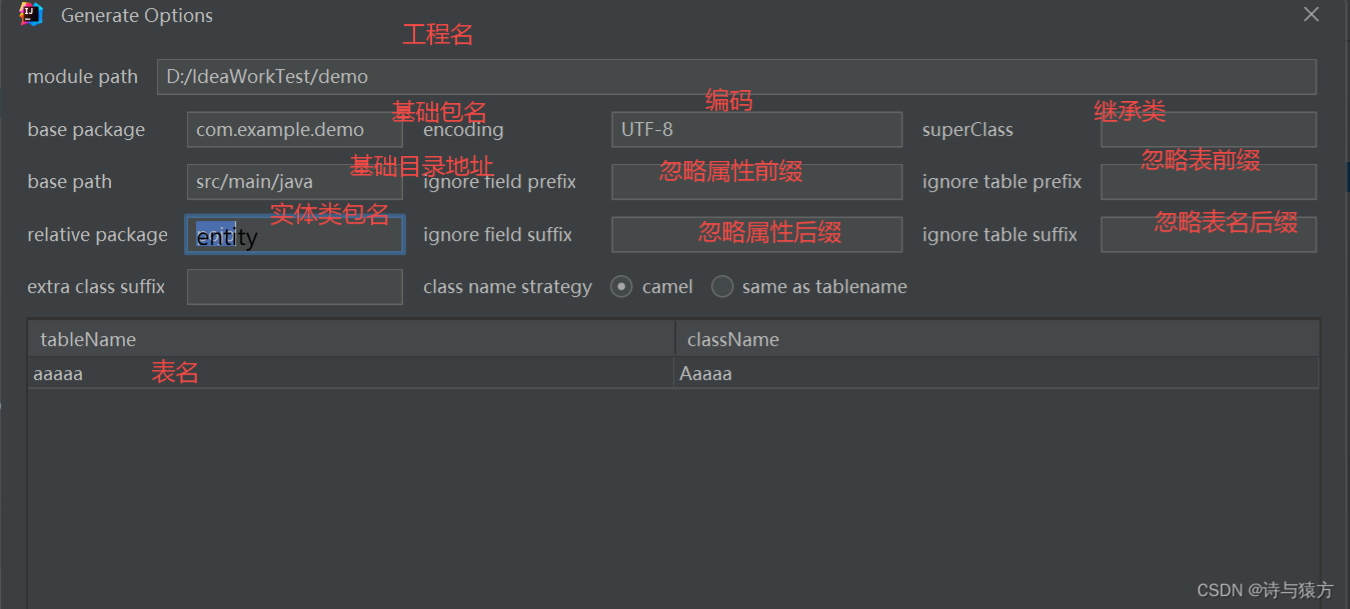 Generate Options
工程名
module path D:/IdeaWorkTest/demo
基础包名 编码 继承类
base package com.example.demo encoding UTF-8 superClass
基础目录地址 忽略属性前缀 忽略表前缀
base path src/main/java ignore field prefix ignore table prefix
实体类包名 忽略属性后缀 忽略表名后缀
relative package entity ignore field suffix ignore table suffix
extra class suffix class name strategy camel same as tablename
tableName className
aaaaa 表名 Aaaaa
CSDN @诗与猿方